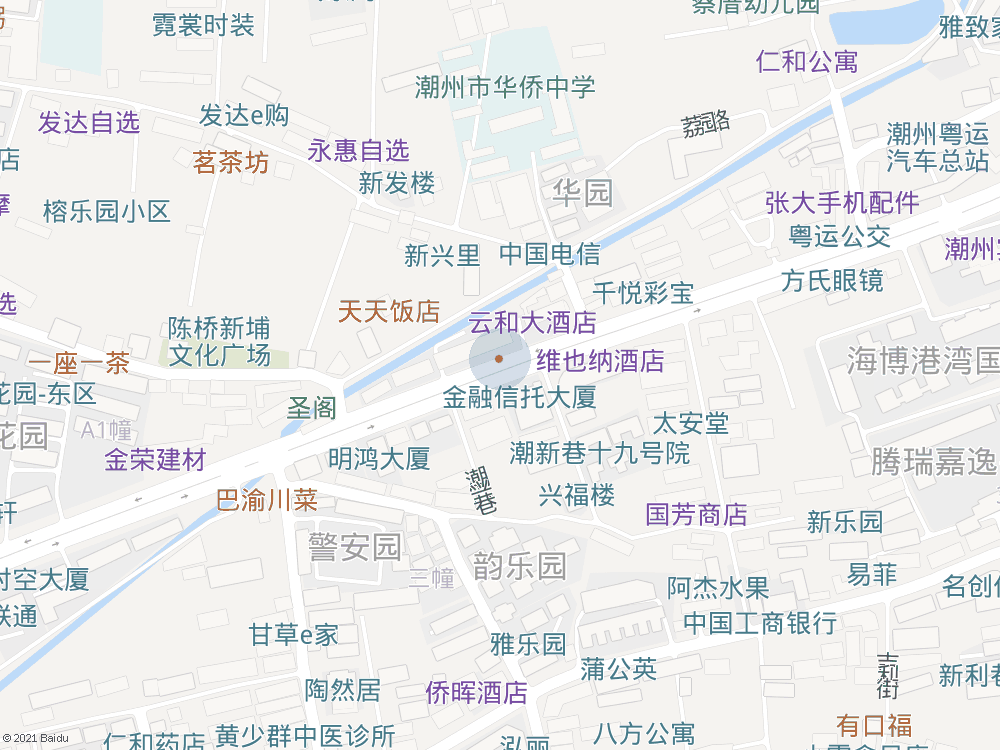 霓裳时装
蔡厝幼儿园
雅致家
仁和公寓
潮州市华侨中学
发达e购
发达自选
荔园路
潮州粤运
汽车总站
永惠自选
茗茶坊
新发楼
店
华园
榕乐园小区
张大手机配件
粤运公交
新兴里
中国电信
潮州宾
方氏眼镜
千悦彩宝
选
天天饭店
云和大酒店
陈桥新埔
文化广场
一座一茶
维也纳酒店
海博港湾国
花园-东区
金融信托大厦
圣阁
太安堂
A1幢
花园
金荣建材
明鸿大厦
潮新巷十九号院
腾瑞嘉逸
潮巷
兴福楼
巴渝川菜
国芳商店
轩
新乐园
警安园
韵乐园
三幢
时空大厦
易菲
阿杰水果
名创优
联通
中国工商银行
甘草e家
雅乐园
蒲公英
吉利街
新利巷
陶然居
侨晖酒店
有口福
仁和药店
黄少群中医诊所
泓丽
八方公寓
© 2021 Baidu